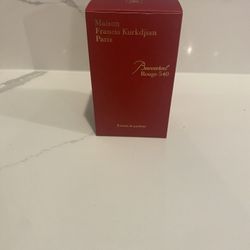 Maison
Francis Kurkdjian
Paris
Baccarat
Rouge 540
Extrait de parfum